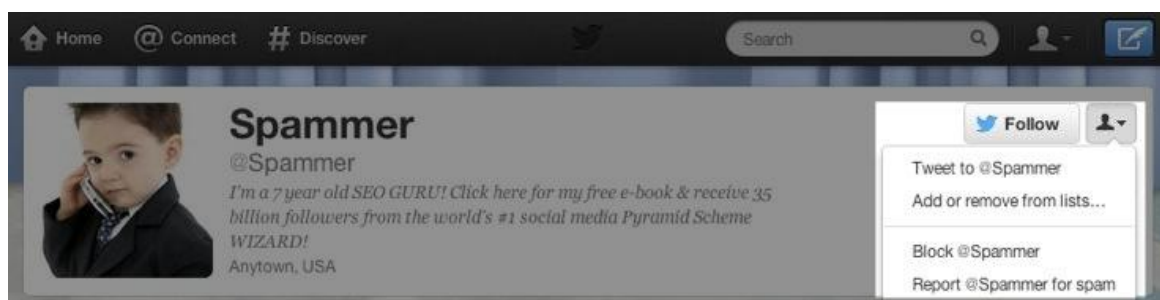 Home @ Connect # Discover Search
Spammer
@Spammer
I'm a 7 year old SEO GURU! Click here for my free e-book & receive 35
billion followers from the world's #1 social media Pyramid Scheme
WIZARD!
Anytown, USA
Follow
Tweet to @Spammer
Add or remove from lists...
Block @Spammer
Report @Spammer for spam